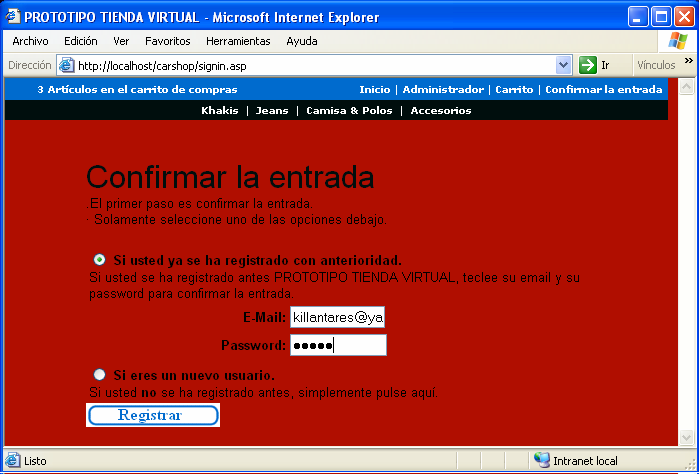 PROTOTIPO TIENDA VIRTUAL - Microsoft Internet Explorer
Archivo Edición Ver Favoritos Herramientas Ayuda
Dirección http://localhost/carshop/signin.asp Ir Vínculos »
3 Artículos en el carrito de compras Inicio | Administrador | Carrito | Confirmar la entrada
Khakis | Jeans | Camisa & Polos | Accesorios
Confirmar la entrada
.El primer paso es confirmar la entrada.
· Solamente seleccione uno de las opciones debajo.
Si usted ya se ha registrado con anterioridad.
Si usted se ha registrado antes PROTOTIPO TIENDA VIRTUAL, teclee su email y su
password para confirmar la entrada.
E-Mail: killantares@ya
Password: ●●●●●
Si eres un nuevo usuario.
Si usted no se ha registrado antes, simplemente pulse aquí.
Registrar
Listo Intranet local